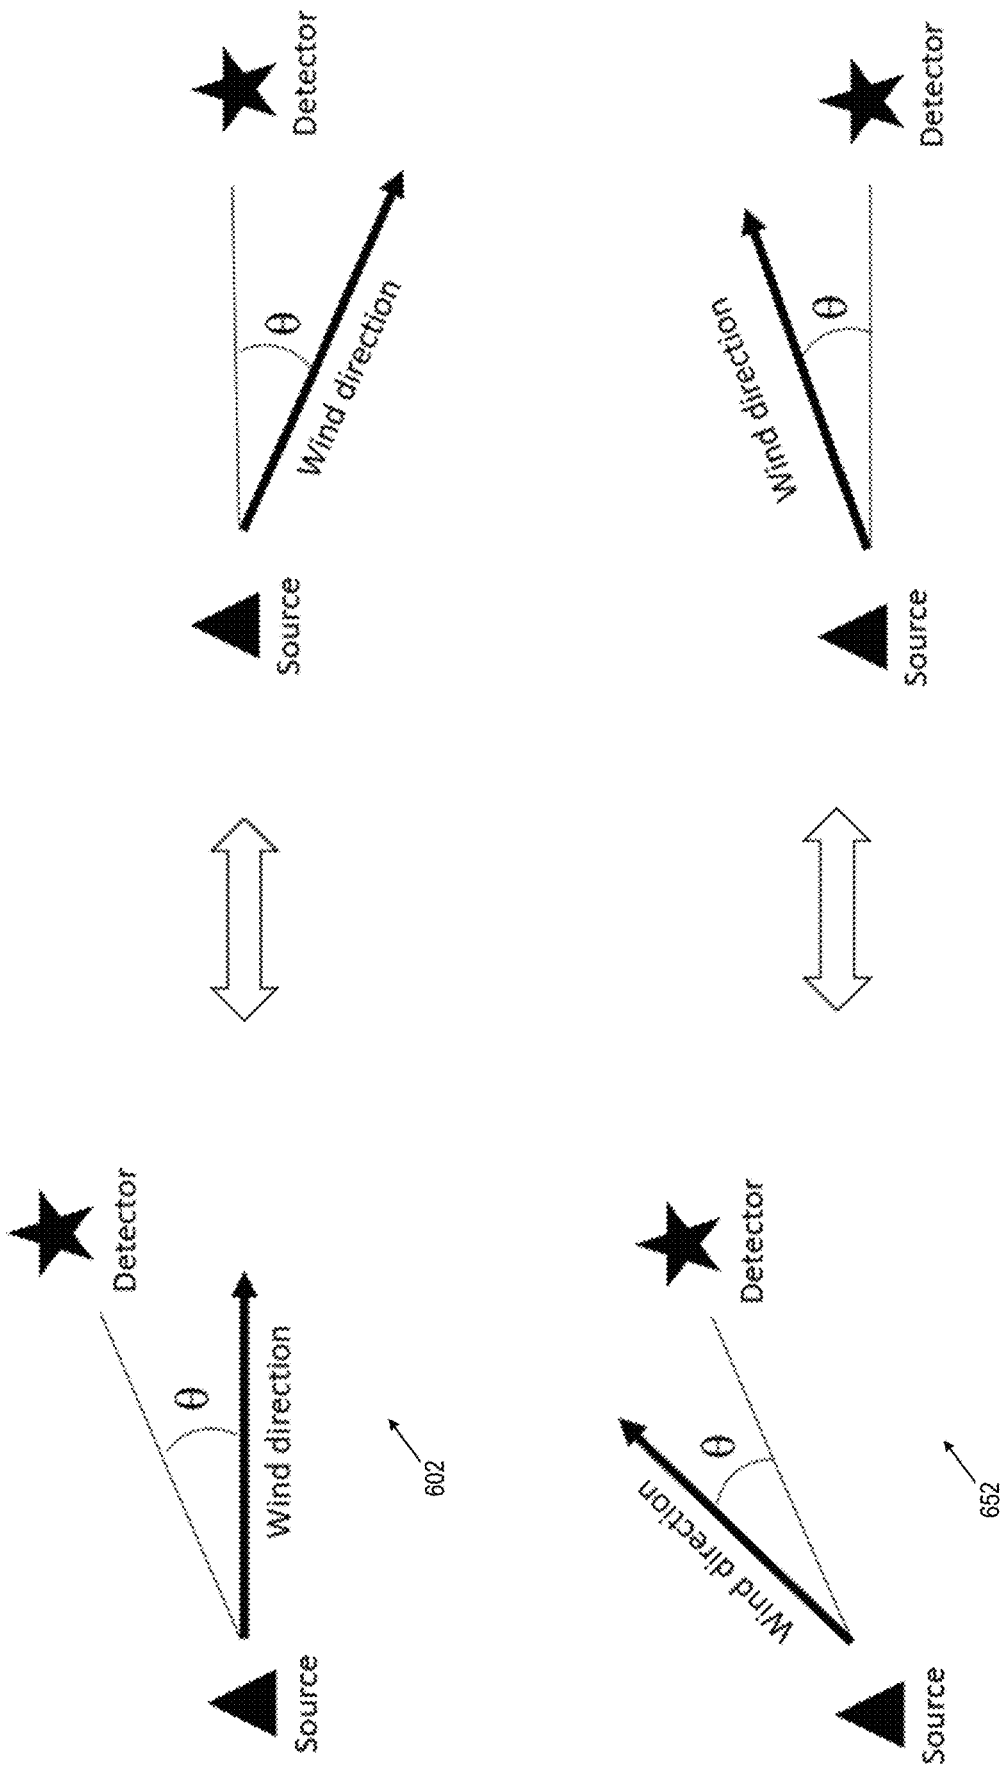 Detector
θ
Wind direction
Source
θ
Detector
Source
Wind direction
602
Wind direction
θ
Detector
Source
Wind direction
θ
Detector
Source
652